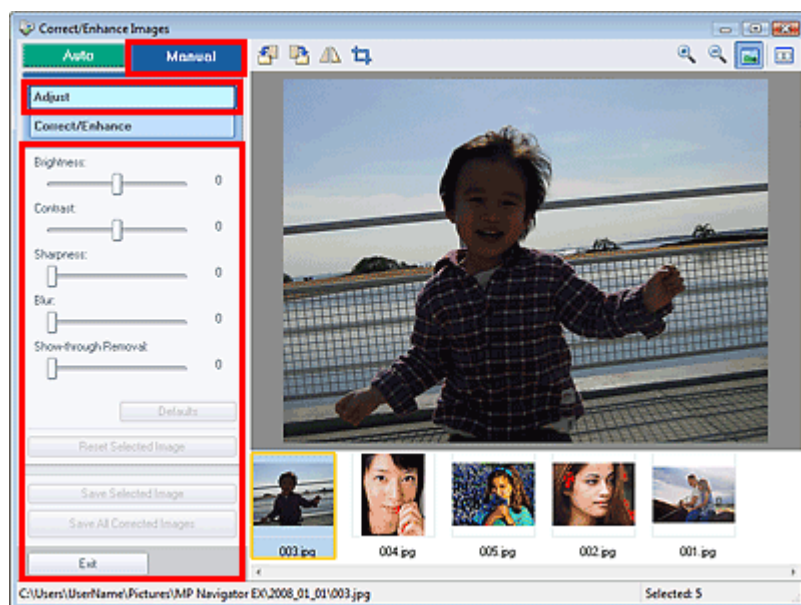 Correct/Enhance Images
Auto Manual
Adjust
Correct/Enhance
Brightness:
0
Contrast:
0
Sharpness:
0
Blur:
0
Show-through Removal:
0
Defaults
Reset Selected Image
Save Selected Image
Save All Corrected Images
Exit
003.jpg 004.jpg 005.jpg 002.jpg 001.jpg
C:\Users\UserName\Pictures\MP Navigator EX\2008_01_01\003.jpg Selected: 5